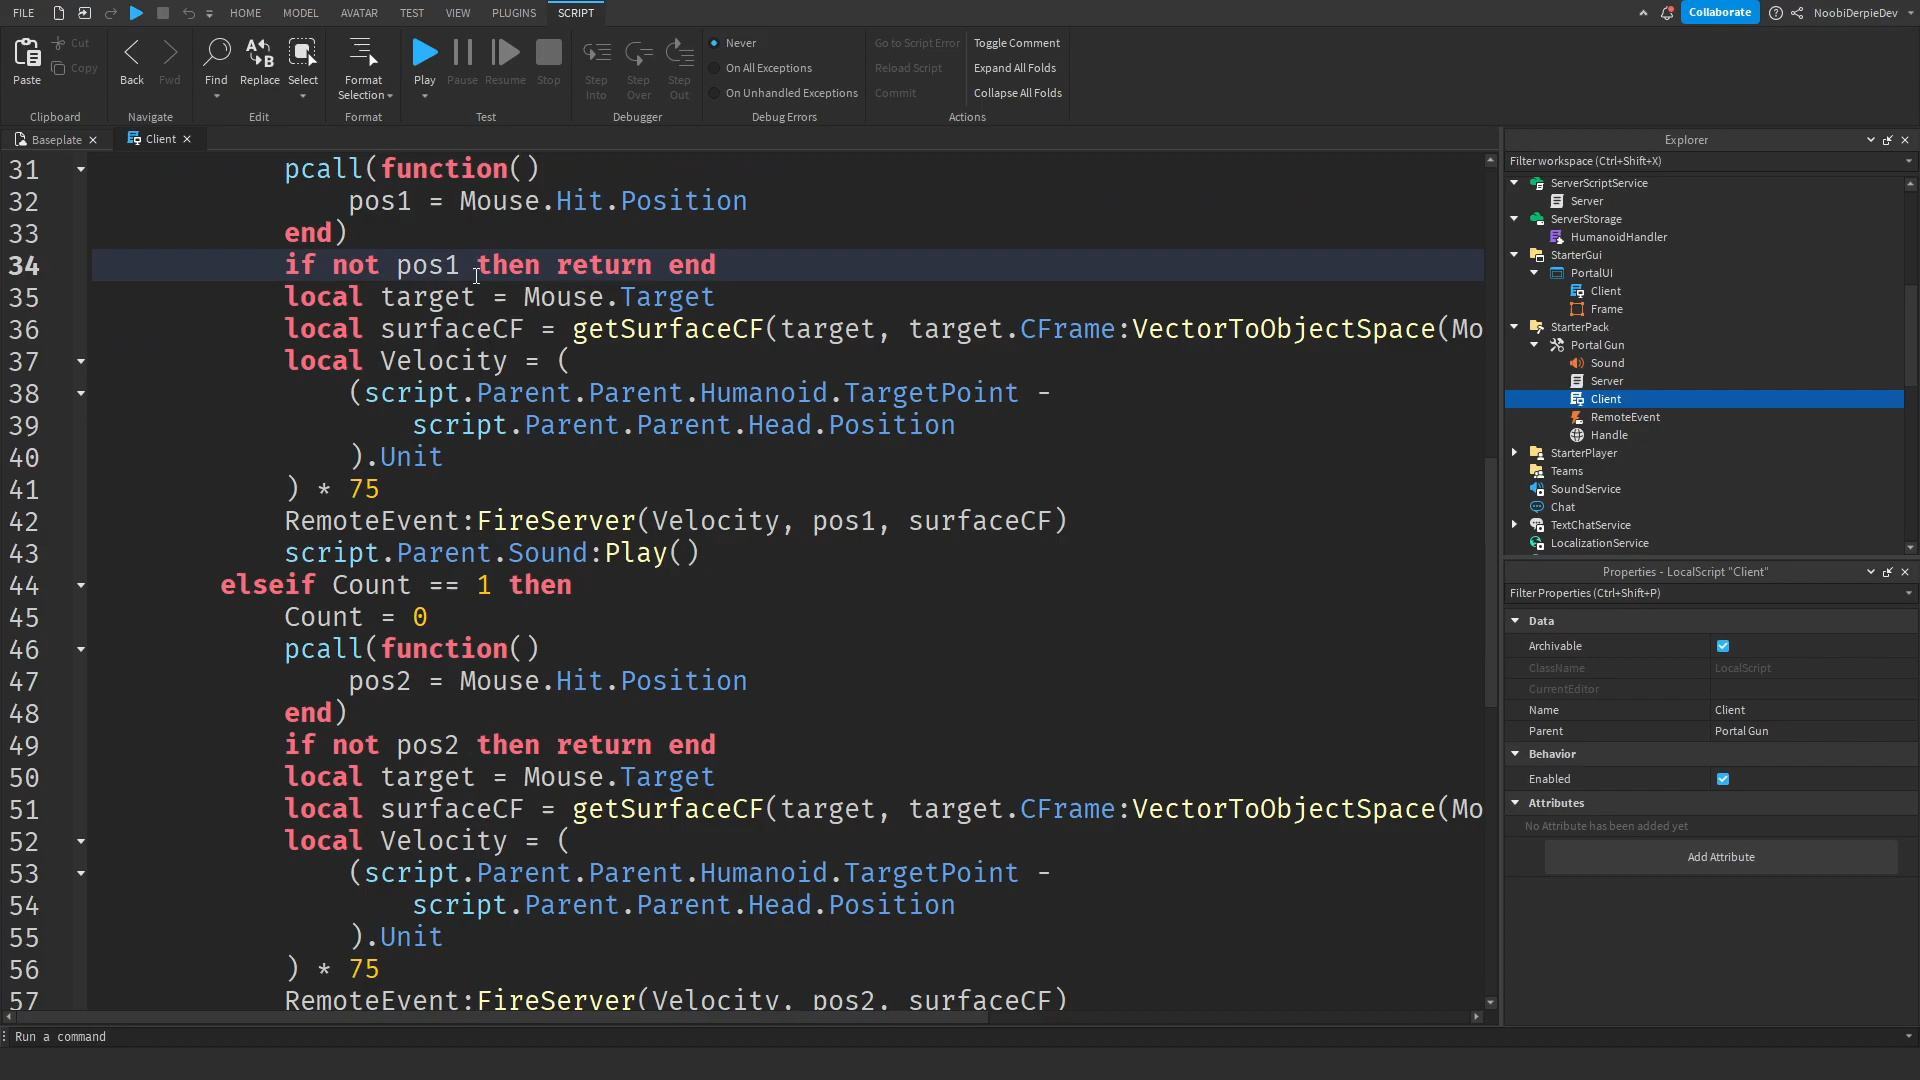 FILE HOME MODEL AVATAR TEST VIEW PLUGINS SCRIPT Collaborate NoobiDerpieDev
Paste Cut Copy Clipboard
Back Fwd Navigate
Find Replace Select Edit
Format Selection Format
Play Pause Resume Stop Test
Step Into Step Over Step Out Debugger
Never
On All Exceptions
On Unhandled Exceptions
Debug Errors
Go to Script Error
Reload Script
Commit
Toggle Comment
Expand All Folds
Collapse All Folds
Actions
Baseplate Client
31 pcall(function()
32 pos1 = Mouse.Hit.Position
33 end)
34 if not pos1 then return end
35 local target = Mouse.Target
36 local surfaceCF = getSurfaceCF(target, target.CFrame:VectorToObjectSpace(Mo
37 local Velocity = (
38 (script.Parent.Parent.Humanoid.TargetPoint -
39 script.Parent.Parent.Head.Position
40 ).Unit
41 ) * 75
42 RemoteEvent:FireServer(Velocity, pos1, surfaceCF)
43 script.Parent.Sound:Play()
44 elseif Count == 1 then
45 Count = 0
46 pcall(function()
47 pos2 = Mouse.Hit.Position
48 end)
49 if not pos2 then return end
50 local target = Mouse.Target
51 local surfaceCF = getSurfaceCF(target, target.CFrame:VectorToObjectSpace(Mo
52 local Velocity = (
53 (script.Parent.Parent.Humanoid.TargetPoint -
54 script.Parent.Parent.Head.Position
55 ).Unit
56 ) * 75
57 RemoteEvent:FireServer(Velocity, pos2, surfaceCF)
Run a command
Explorer
Filter workspace (Ctrl+Shift+X)
ServerScriptService
Server
ServerStorage
HumanoidHandler
StarterGui
PortalUI
Client
Frame
StarterPack
Portal Gun
Sound
Server
Client
RemoteEvent
Handle
StarterPlayer
Teams
SoundService
Chat
TextChatService
LocalizationService
Properties - LocalScript "Client"
Filter Properties (Ctrl+Shift+P)
Data
Archivable
ClassName LocalScript
CurrentEditor
Name Client
Parent Portal Gun
Behavior
Enabled
Attributes
No Attribute has been added yet
Add Attribute